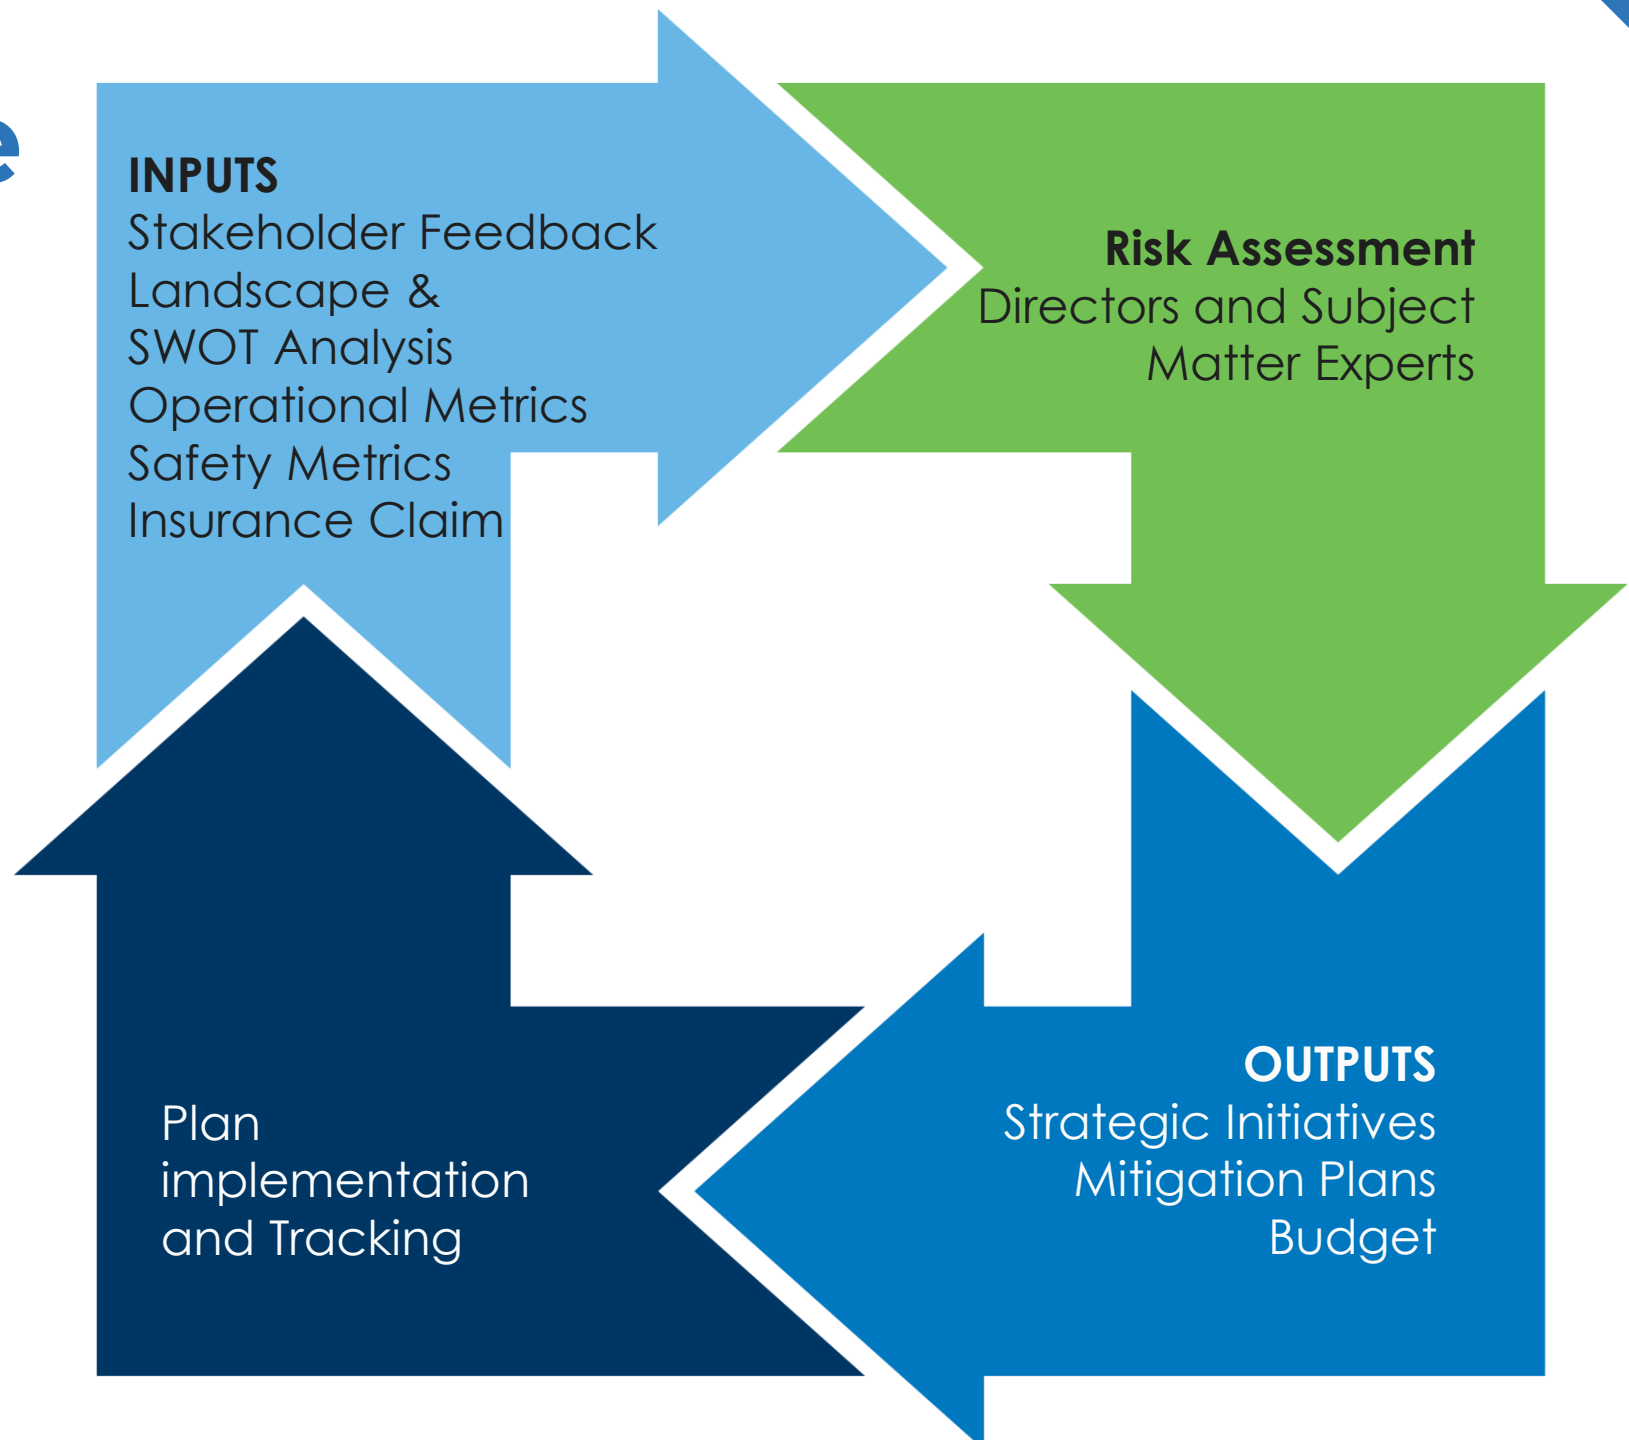 e
INPUTS
Stakeholder Feedback
Landscape &
SWOT Analysis
Operational Metrics
Safety Metrics
Insurance Claim
Risk Assessment
Directors and Subject
Matter Experts
OUTPUTS
Strategic Initiatives
Mitigation Plans
Budget
Plan
implementation
and Tracking